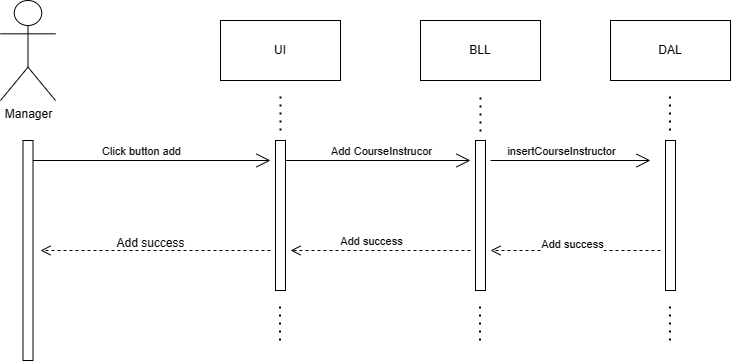 UI
BLL
DAL
Manager
Click button add
Add CourseInstrucor
insertCourseInstructor
Add success
Add success
Add success